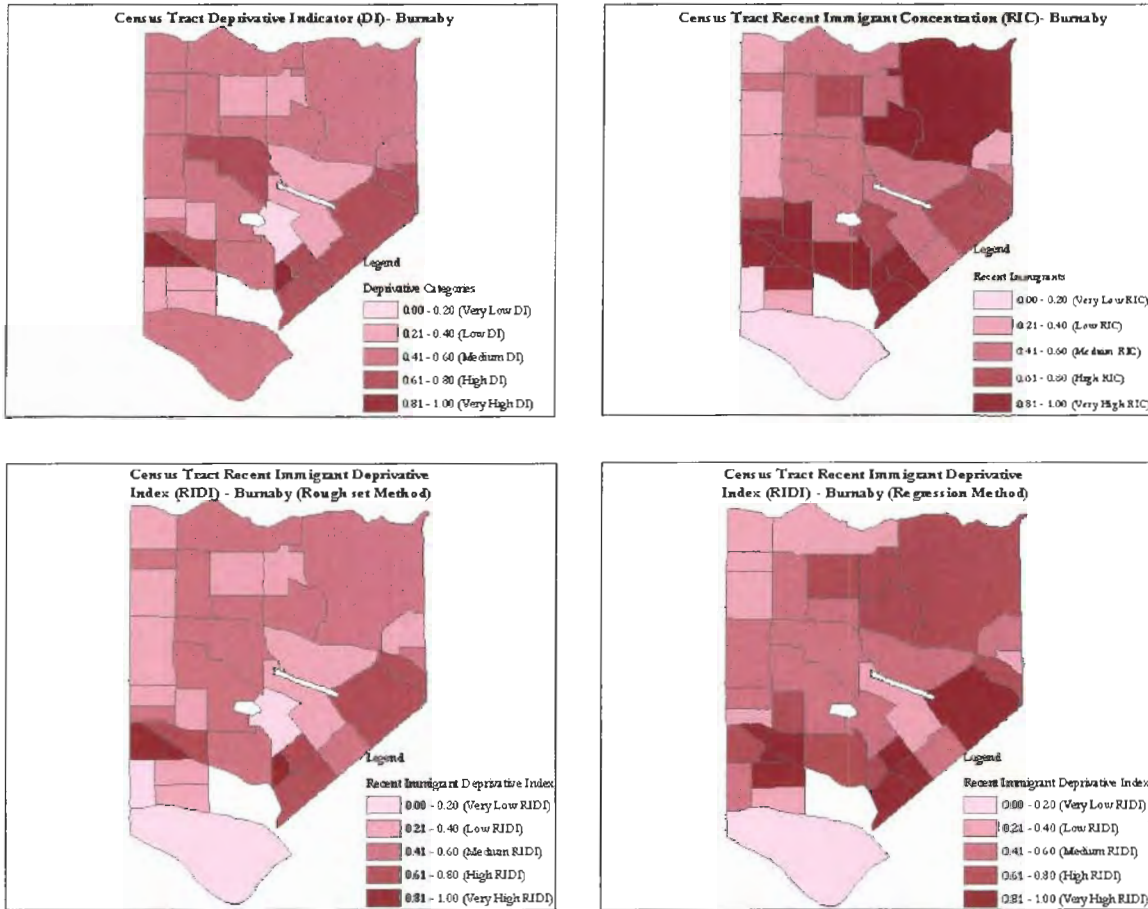 Census Tract Deprivative Indicator (DI)- Burnaby
Legend
Deprivative Categories
0.00 - 0.20 (Very Low DI)
0.21 - 0.40 (Low DI)
0.41 - 0.60 (Medium DI)
0.61 - 0.80 (High DI)
0.81 - 1.00 (Very High DI)
Census Tract Recent Immigrant Concentration (RIC)- Burnaby
Legend
Recent Immigrants
0.00 - 0.20 (Very Low RIC)
0.21 - 0.40 (Low RIC)
0.41 - 0.60 (Medium RIC)
0.61 - 0.80 (High RIC)
0.81 - 1.00 (Very High RIC)
Census Tract Recent Immigrant Deprivative
Index (RIDI) - Burnaby (Rough set Method)
Legend
Recent Immigrant Deprivative Index
0.00 - 0.20 (Very Low RIDI)
0.21 - 0.40 (Low RIDI)
0.41 - 0.60 (Medium RIDI)
0.61 - 0.80 (High RIDI)
0.81 - 1.00 (Very High RIDI)
Census Tract Recent Immigrant Deprivative
Index (RIDI) - Burnaby (Regression Method)
Legend
Recent Immigrant Deprivative Index
0.00 - 0.20 (Very Low RIDI)
0.21 - 0.40 (Low RIDI)
0.41 - 0.60 (Medium RIDI)
0.61 - 0.80 (High RIDI)
0.81 - 1.00 (Very High RIDI)